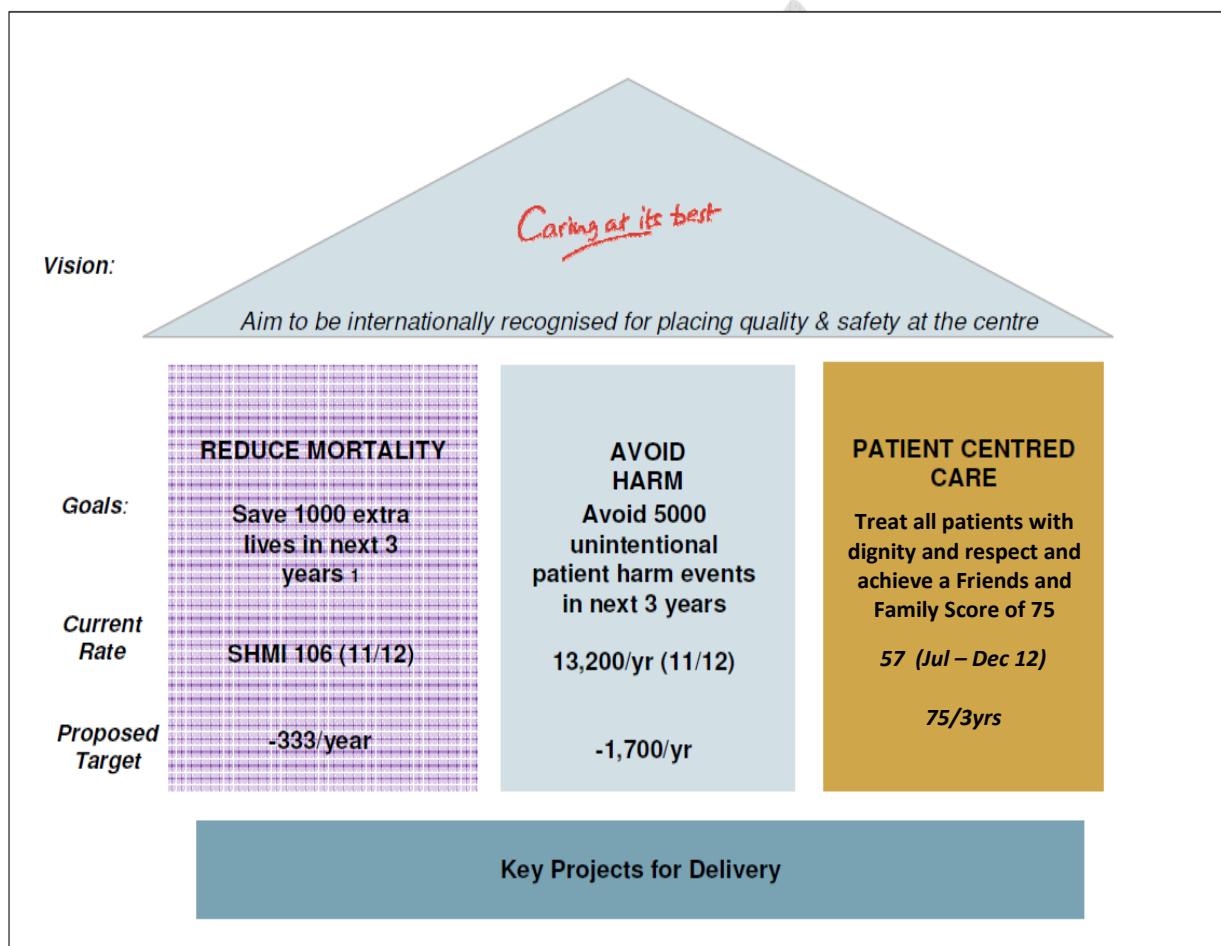 Caring at its best
Vision:
Aim to be internationally recognised for placing quality & safety at the centre
Goals:
Current
Rate
Proposed
Target
REDUCE MORTALITY
Save 1000 extra
lives in next 3
years 1
SHMI 106 (11/12)
-333/year
AVOID
HARM
Avoid 5000
unintentional
patient harm events
in next 3 years
13,200/yr (11/12)
-1,700/yr
PATIENT CENTRED
CARE
Treat all patients with
dignity and respect and
achieve a Friends and
Family Score of 75
57 (Jul – Dec 12)
75/3yrs
Key Projects for Delivery